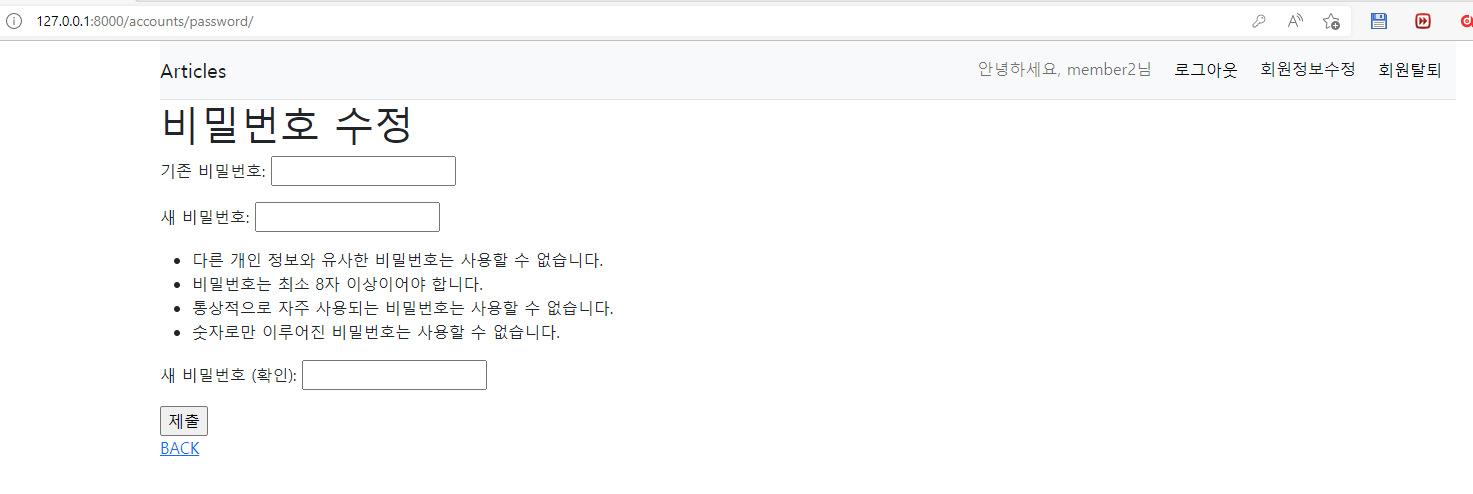 127.0.0.1:8000/accounts/password/
Articles 안녕하세요, member2님 로그아웃 회원정보수정 회원탈퇴
비밀번호 수정
기존 비밀번호:
새 비밀번호:
• 다른 개인 정보와 유사한 비밀번호는 사용할 수 없습니다.
• 비밀번호는 최소 8자 이상이어야 합니다.
• 통상적으로 자주 사용되는 비밀번호는 사용할 수 없습니다.
• 숫자로만 이루어진 비밀번호는 사용할 수 없습니다.
새 비밀번호 (확인):
제출
BACK